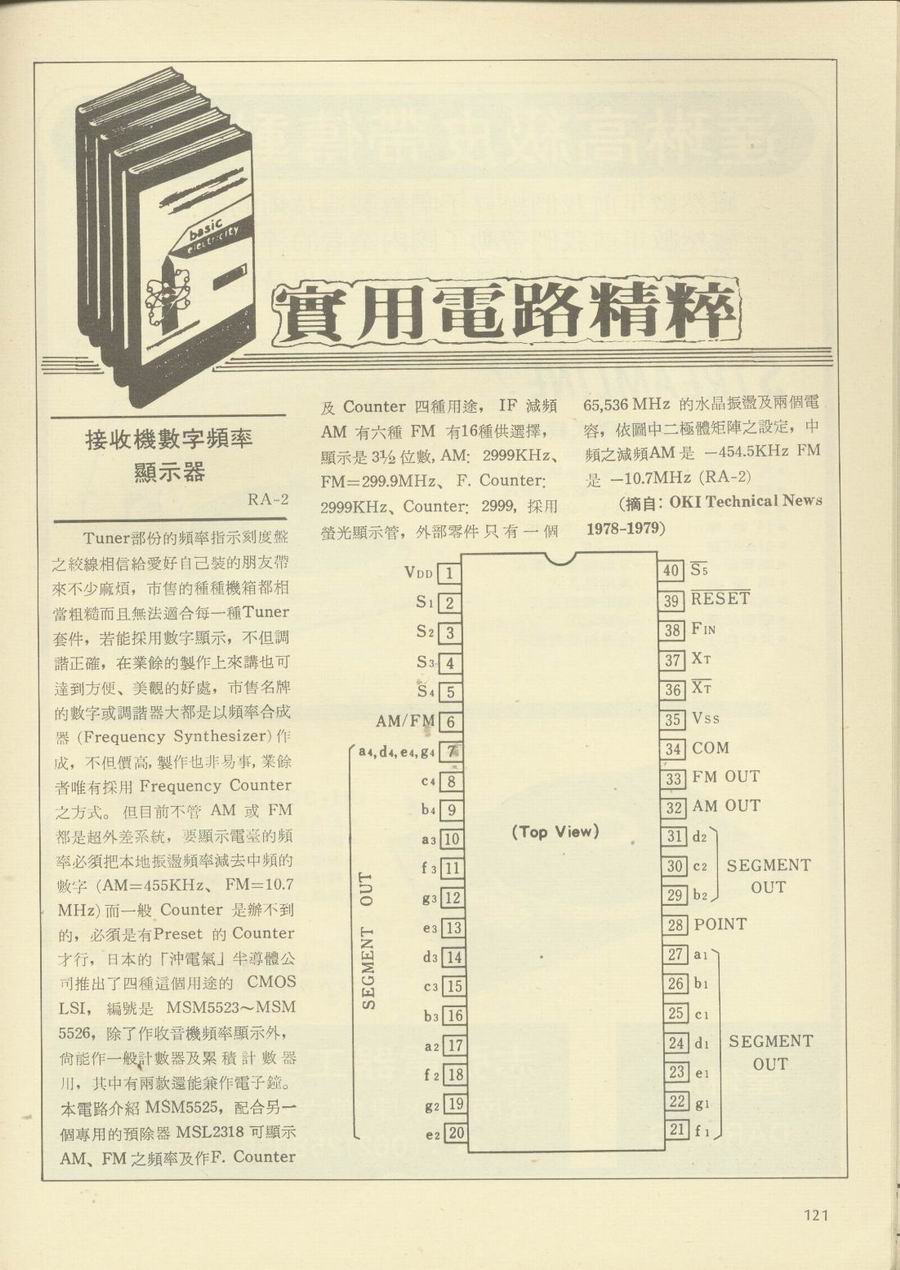 basic
electricity
實用電路精粹
接收機數字頻率
顯示器
RA-2
Tuner部份的頻率指示刻度盤
之絞線相信給愛好自己裝的朋友帶
來不少麻煩，市售的種種機箱都相
當粗糙而且無法適合每一種Tuner
套件，若能採用數字顯示，不但調
諧正確，在業餘的製作上來講也可
達到方便、美觀的好處，市售名牌
的數字或調諧器大都是以頻率合成
器 (Frequency Synthesizer) 作
成，不但價高，製作也非易事，業餘
者唯有採用 Frequency Counter
之方式。但目前不管 AM 或 FM
都是超外差系統，要顯示電臺的頻
率必須把本地振盪頻率減去中頻的
數字 (AM=455KHz、 FM=10.7
MHz) 而一般 Counter 是辦不到
的，必須是有Preset 的 Counter
才行，日本的「沖電氣」半導體公
司推出了四種這個用途的 CMOS
LSI， 編號是 MSM5523～MSM
5526，除了作收音機頻率顯示外，
尙能作一般計數器及累積計數器
用，其中有兩款還能兼作電子鐘。
本電路介紹 MSM5525，配合另一
個專用的預除器 MSL2318 可顯示
AM、FM 之頻率及作F. Counter
及 Counter 四種用途， IF 減頻
AM 有六種 FM 有16種供選擇，
顯示是 3½ 位數, AM: 2999KHz、
FM=299.9MHz、 F. Counter:
2999KHz、Counter: 2999, 採用
螢光顯示管，外部零件只有一個
65,536 MHz 的水晶振盪及兩個電
容，依圖中二極體矩陣之設定，中
頻之減頻AM 是 －454.5KHz FM
是 －10.7MHz (RA-2)
(摘自: OKI Technical News
1978-1979)
VDD 1
S1 2
S2 3
S3 4
S4 5
AM/FM 6
a4,d4,e4,g4 7
c4 8
b4 9
a3 10
f3 11
g3 12
e3 13
d3 14
c3 15
b3 16
a2 17
f2 18
g2 19
e2 20
SEGMENT OUT
(Top View)
40 S̅5̅
39 R̅E̅S̅E̅T̅
38 FIN
37 XT
36 X̅T̅
35 Vss
34 COM
33 FM OUT
32 AM OUT
31 d2
30 c2
29 b2
SEGMENT
OUT
28 POINT
27 a1
26 b1
25 c1
24 d1
23 e1
22 g1
21 f1
SEGMENT
OUT
121